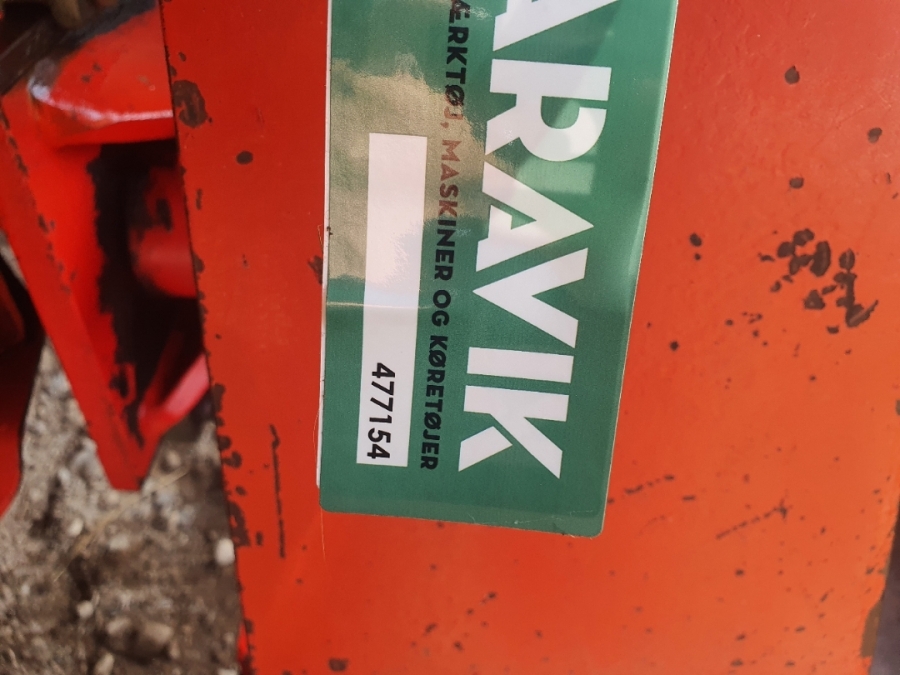 ARAVIK
ÆRKTØJ, MASKINER OG KØRETØJER
477154